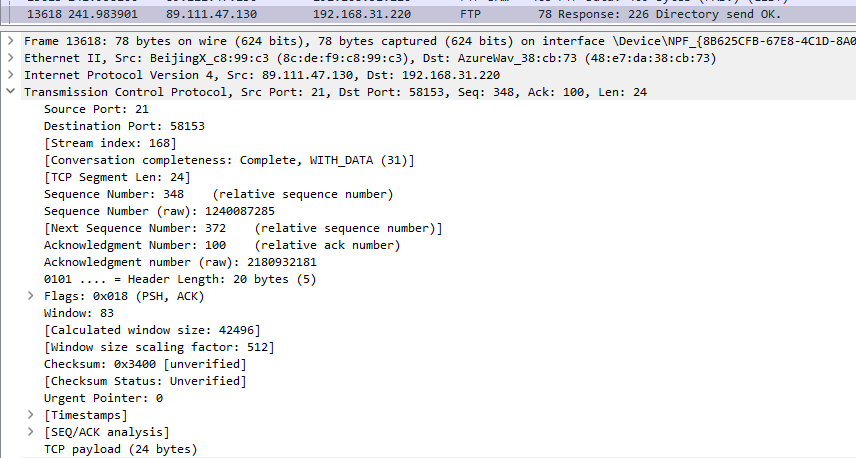 13618 241.983901 89.111.47.130 192.168.31.220 FTP 78 Response: 226 Directory send OK.
Frame 13618: 78 bytes on wire (624 bits), 78 bytes captured (624 bits) on interface \Device\NPF_{8B625CFB-67E8-4C1D-8A0
Ethernet II, Src: BeijingX_c8:99:c3 (8c:de:f9:c8:99:c3), Dst: AzureWav_38:cb:73 (48:e7:da:38:cb:73)
Internet Protocol Version 4, Src: 89.111.47.130, Dst: 192.168.31.220
Transmission Control Protocol, Src Port: 21, Dst Port: 58153, Seq: 348, Ack: 100, Len: 24
Source Port: 21
Destination Port: 58153
[Stream index: 168]
[Conversation completeness: Complete, WITH_DATA (31)]
[TCP Segment Len: 24]
Sequence Number: 348 (relative sequence number)
Sequence Number (raw): 1240087285
[Next Sequence Number: 372 (relative sequence number)]
Acknowledgment Number: 100 (relative ack number)
Acknowledgment number (raw): 2180932181
0101 .... = Header Length: 20 bytes (5)
Flags: 0x018 (PSH, ACK)
Window: 83
[Calculated window size: 42496]
[Window size scaling factor: 512]
Checksum: 0x3400 [unverified]
[Checksum Status: Unverified]
Urgent Pointer: 0
[Timestamps]
[SEQ/ACK analysis]
TCP payload (24 bytes)